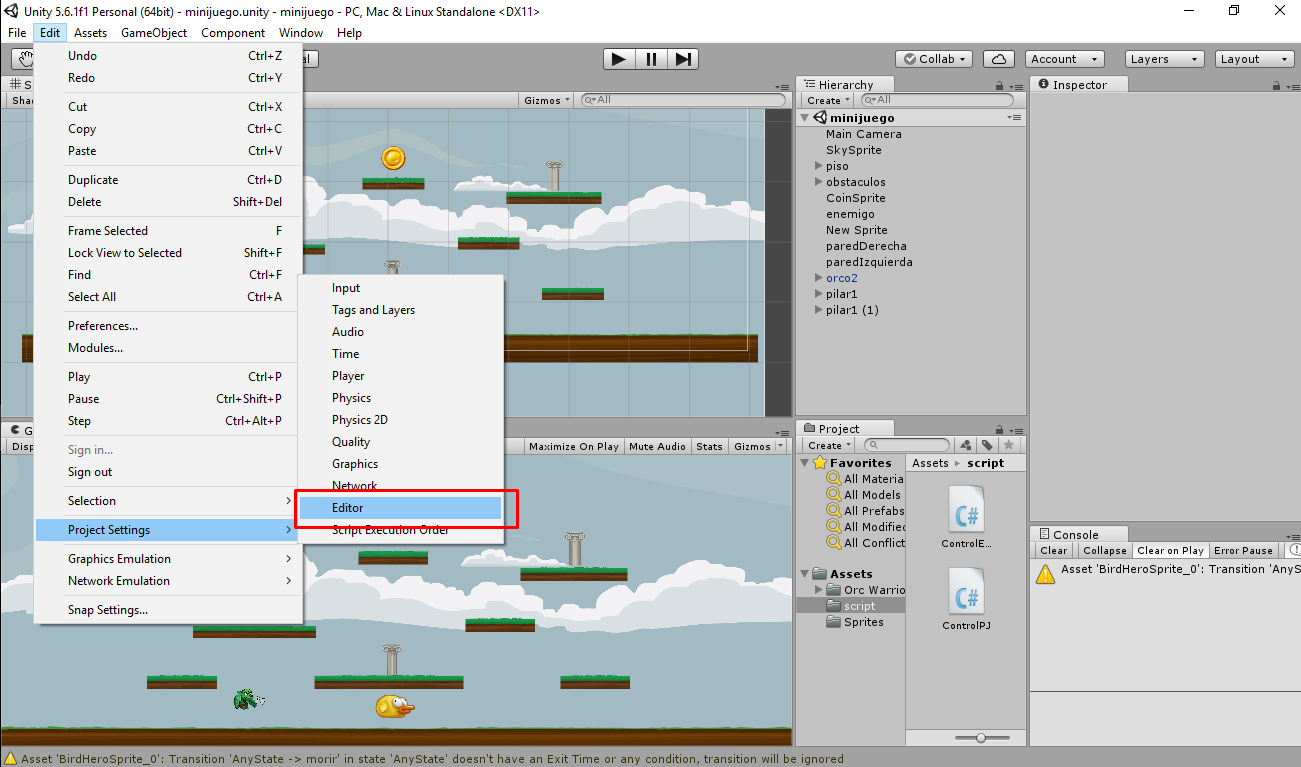 Unity 5.6.1f1 Personal (64bit) - minijuego.unity - minijuego - PC, Mac & Linux Standalone <DX11>
File Edit Assets GameObject Component Window Help
Collab Account Layers Layout
Undo Ctrl+Z
Redo Ctrl+Y
Cut Ctrl+X
Copy Ctrl+C
Paste Ctrl+V
Duplicate Ctrl+D
Delete Shift+Del
Frame Selected F
Lock View to Selected Shift+F
Find Ctrl+F
Select All Ctrl+A
Preferences...
Modules...
Play Ctrl+P
Pause Ctrl+Shift+P
Step Ctrl+Alt+P
Sign in...
Sign out
Selection
Project Settings
Graphics Emulation
Network Emulation
Snap Settings...
Input
Tags and Layers
Audio
Time
Player
Physics
Physics 2D
Quality
Graphics
Network
Editor
Script Execution Order
Gizmos All
Maximize On Play Mute Audio Stats Gizmos
Hierarchy
Create All
minijuego
Main Camera
SkySprite
piso
obstaculos
CoinSprite
enemigo
New Sprite
paredDerecha
paredIzquierda
orco2
pilar1
pilar1 (1)
Project
Create
Favorites
All Materia
All Models
All Prefabs
All Modified
All Conflict
Assets
Orc Warrio
script
Sprites
Assets script
C#
ControlE...
C#
ControlPJ
Inspector
Console
Clear Collapse Clear on Play Error Pause
Asset 'BirdHeroSprite_0': Transition 'AnyS
Asset 'BirdHeroSprite_0': Transition 'AnyState -> morir' in state 'AnyState' doesn't have an Exit Time or any condition, transition will be ignored